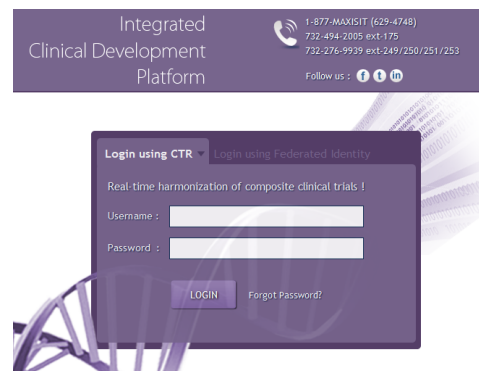 Integrated
Clinical Development
Platform
1-877-MAXISIT (629-4748)
732-494-2005 ext-175
732-276-9939 ext-249/250/251/253
Follow us : f t in
Login using CTR Login using Federated Identity
Real-time harmonization of composite clinical trials !
Username :
Password :
LOGIN Forgot Password?